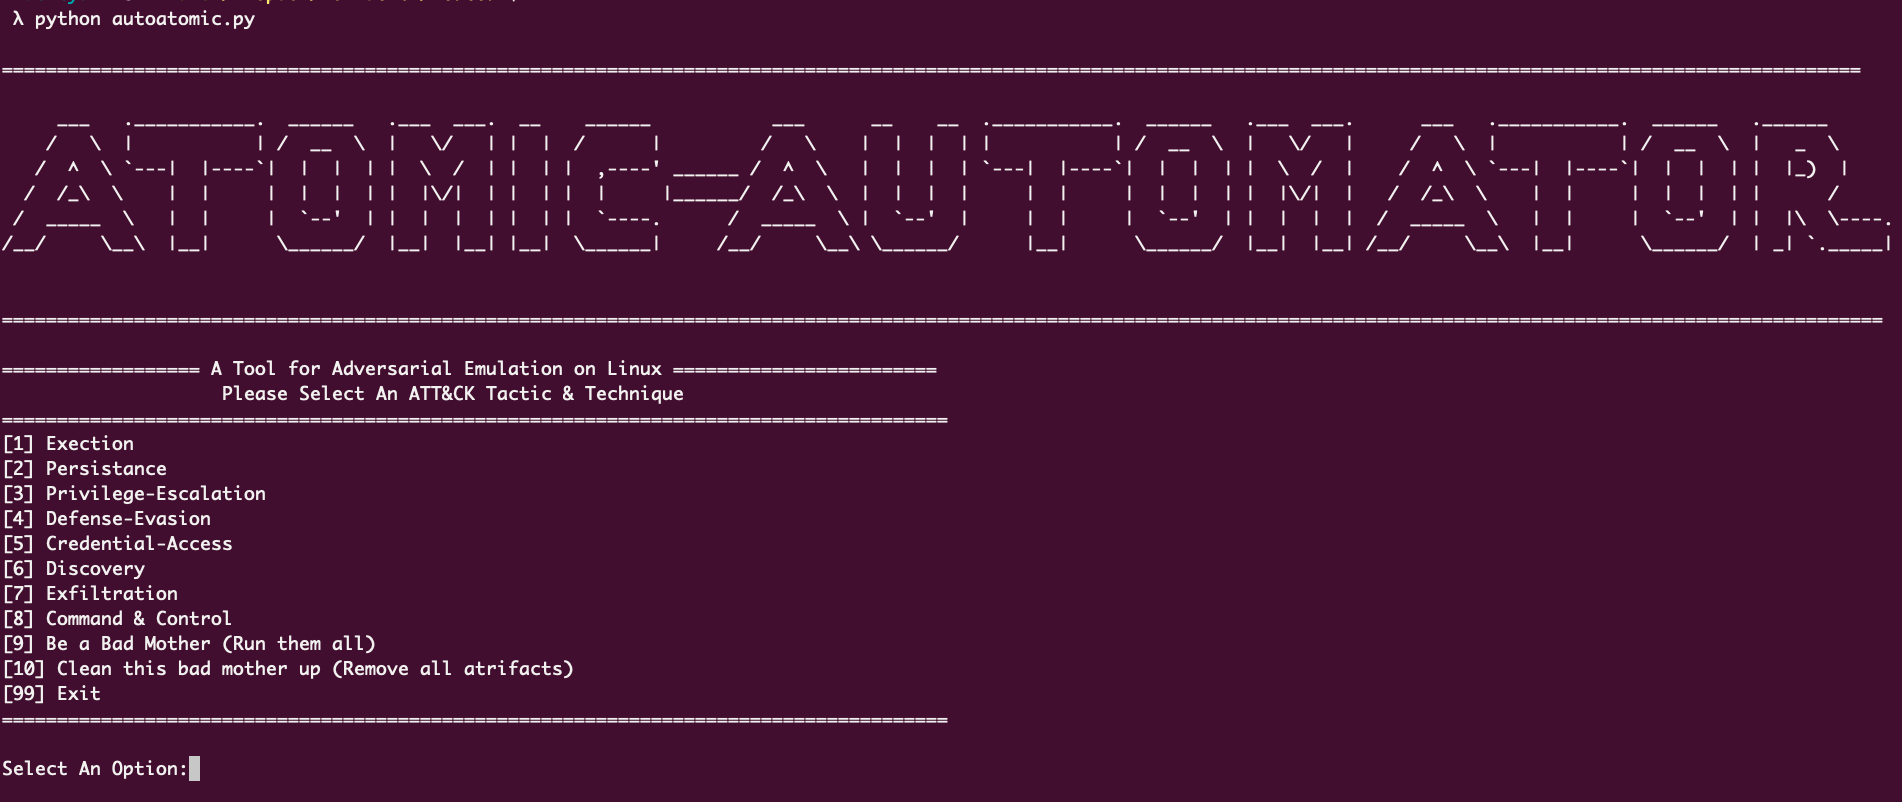 λ python autoatomic.py
ATOMIC-AUTOMATOR
================== A Tool for Adversarial Emulation on Linux ========================
Please Select An ATT&CK Tactic & Technique
[1] Exection
[2] Persistance
[3] Privilege-Escalation
[4] Defense-Evasion
[5] Credential-Access
[6] Discovery
[7] Exfiltration
[8] Command & Control
[9] Be a Bad Mother (Run them all)
[10] Clean this bad mother up (Remove all atrifacts)
[99] Exit
Select An Option: